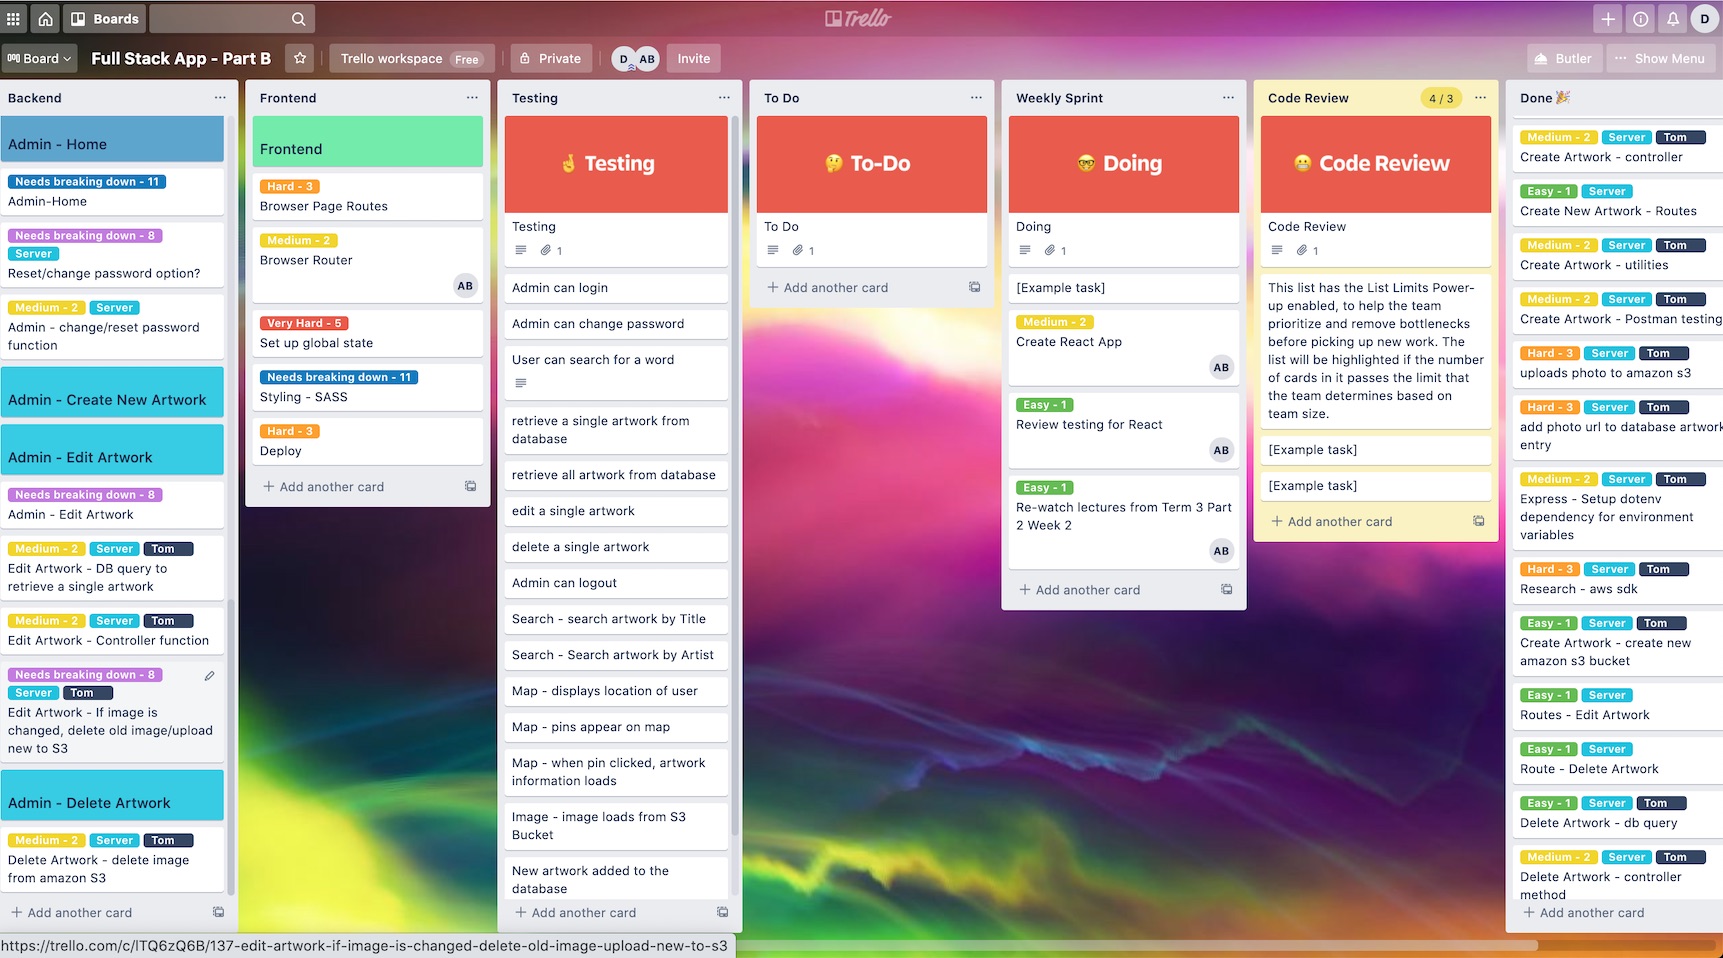 Boards
Trello
D
Board
Full Stack App - Part B
Trello workspace Free
Private
D AB
Invite
Butler
Show Menu
Backend
Admin - Home
Needs breaking down - 11
Admin-Home
Needs breaking down - 8
Server
Reset/change password option?
Medium - 2 Server
Admin - change/reset password
function
Admin - Create New Artwork
Admin - Edit Artwork
Needs breaking down - 8
Admin - Edit Artwork
Medium - 2 Server Tom
Edit Artwork - DB query to
retrieve a single artwork
Medium - 2 Server Tom
Edit Artwork - Controller function
Needs breaking down - 8
Server Tom
Edit Artwork - If image is
changed, delete old image/upload
new to S3
Admin - Delete Artwork
Medium - 2 Server Tom
Delete Artwork - delete image
from amazon S3
+ Add another card
Frontend
Frontend
Hard - 3
Browser Page Routes
Medium - 2
Browser Router
AB
Very Hard - 5
Set up global state
Needs breaking down - 11
Styling - SASS
Hard - 3
Deploy
+ Add another card
Testing
🤞 Testing
Testing
1
Admin can login
Admin can change password
User can search for a word
retrieve a single artwork from
database
retrieve all artwork from database
edit a single artwork
delete a single artwork
Admin can logout
Search - search artwork by Title
Search - Search artwork by Artist
Map - displays location of user
Map - pins appear on map
Map - when pin clicked, artwork
information loads
Image - image loads from S3
Bucket
New artwork added to the
database
+ Add another card
To Do
🤔 To-Do
To Do
1
+ Add another card
Weekly Sprint
🤓 Doing
Doing
1
[Example task]
Medium - 2
Create React App
AB
Easy - 1
Review testing for React
AB
Easy - 1
Re-watch lectures from Term 3 Part
2 Week 2
AB
+ Add another card
Code Review 4 / 3
😬 Code Review
Code Review
1
This list has the List Limits Power-
up enabled, to help the team
prioritize and remove bottlenecks
before picking up new work. The
list will be highlighted if the number
of cards in it passes the limit that
the team determines based on
team size.
[Example task]
[Example task]
+ Add another card
Done 🎉
Medium - 2 Server Tom
Create Artwork - controller
Easy - 1 Server
Create New Artwork - Routes
Medium - 2 Server Tom
Create Artwork - utilities
Medium - 2 Server Tom
Create Artwork - Postman testing
Hard - 3 Server Tom
uploads photo to amazon s3
Hard - 3 Server Tom
add photo url to database artwork
entry
Medium - 2 Server Tom
Express - Setup dotenv
dependency for environment
variables
Hard - 3 Server Tom
Research - aws sdk
Easy - 1 Server Tom
Create Artwork - create new
amazon s3 bucket
Easy - 1 Server
Routes - Edit Artwork
Easy - 1 Server
Route - Delete Artwork
Easy - 1 Server Tom
Delete Artwork - db query
Medium - 2 Server Tom
Delete Artwork - controller
method
+ Add another card
https://trello.com/c/lTQ6zQ6B/137-edit-artwork-if-image-is-changed-delete-old-image-upload-new-to-s3